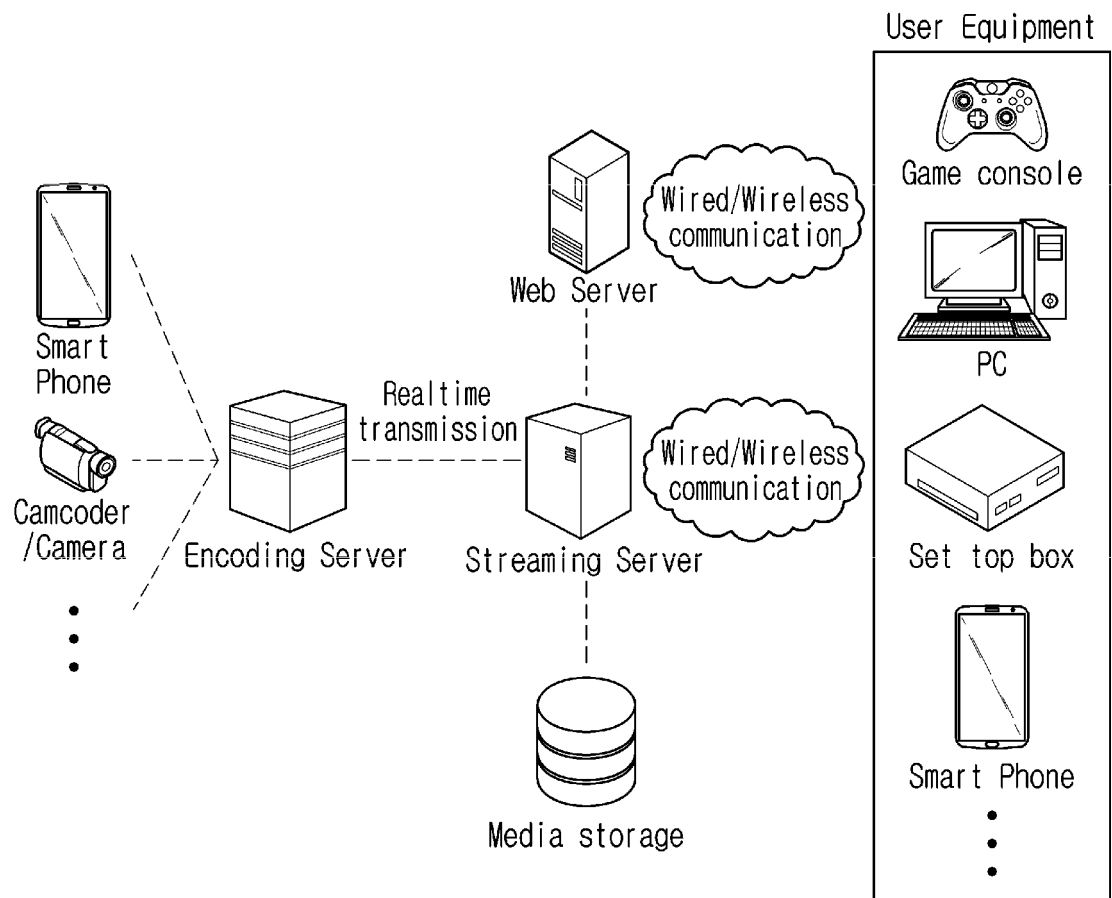 User Equipment
Game console
Wired/Wireless
communication
Web Server
PC
Smart
Phone
Realtime
transmission
Wired/Wireless
communication
Camcoder
/Camera
Encoding Server
Streaming Server
Set top box
Smart Phone
Media storage